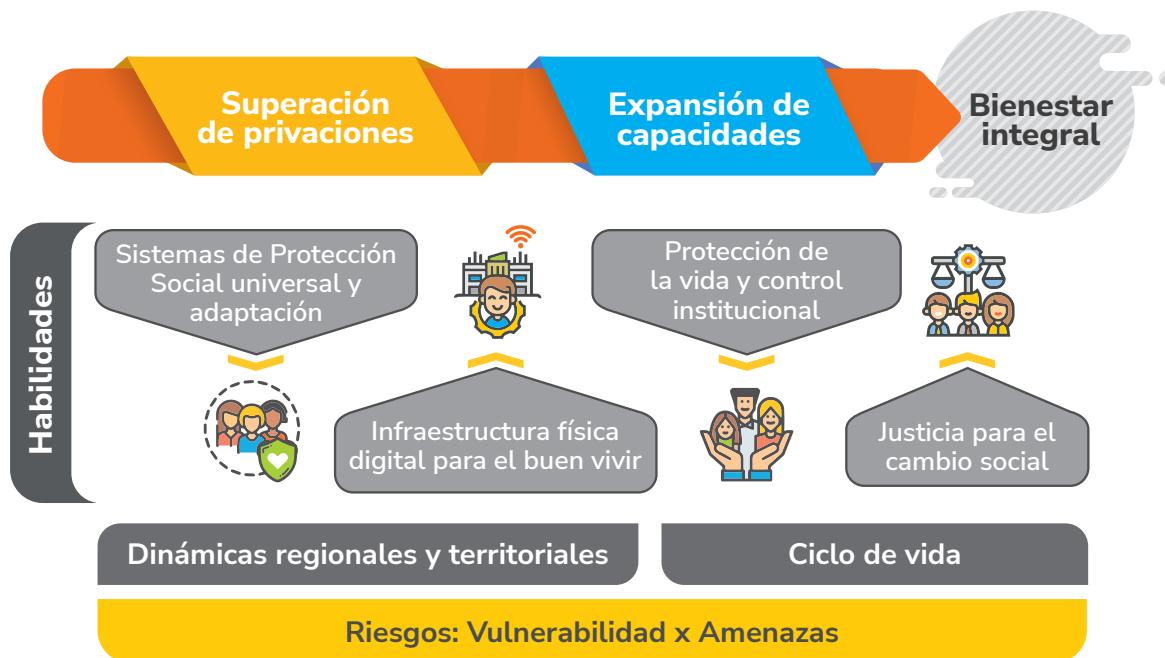 Superación
de privaciones
Expansión de
capacidades
Bienestar
integral
Habilidades
Sistemas de Protección
Social universal y
adaptación
Protección de
la vida y control
institucional
Infraestructura física
digital para el buen vivir
Justicia para el
cambio social
Dinámicas regionales y territoriales
Ciclo de vida
Riesgos: Vulnerabilidad x Amenazas